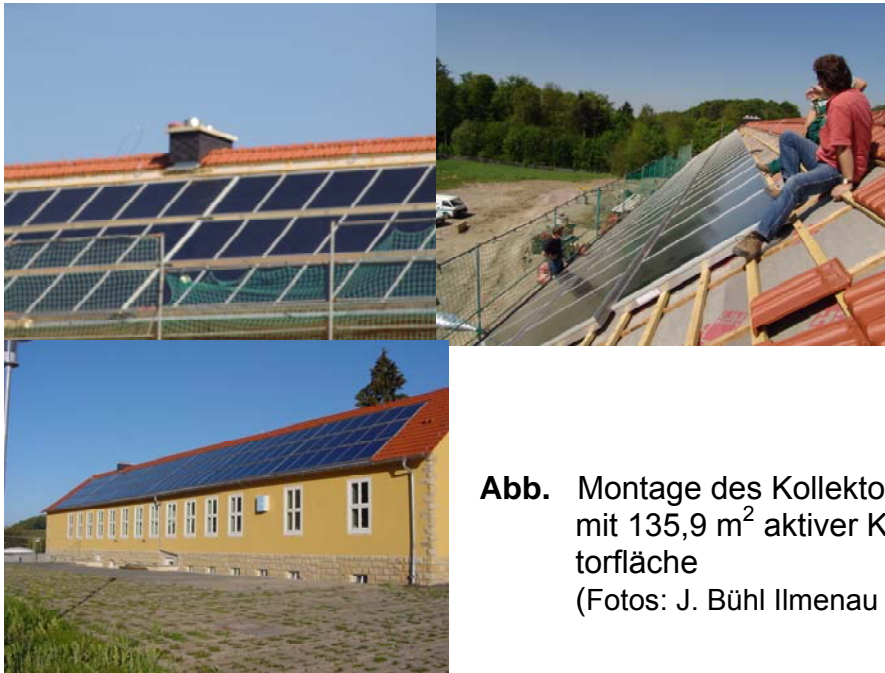 Abb. Montage des Kollekto
mit 135,9 m² aktiver K
torfläche
(Fotos: J. Bühl Ilmenau